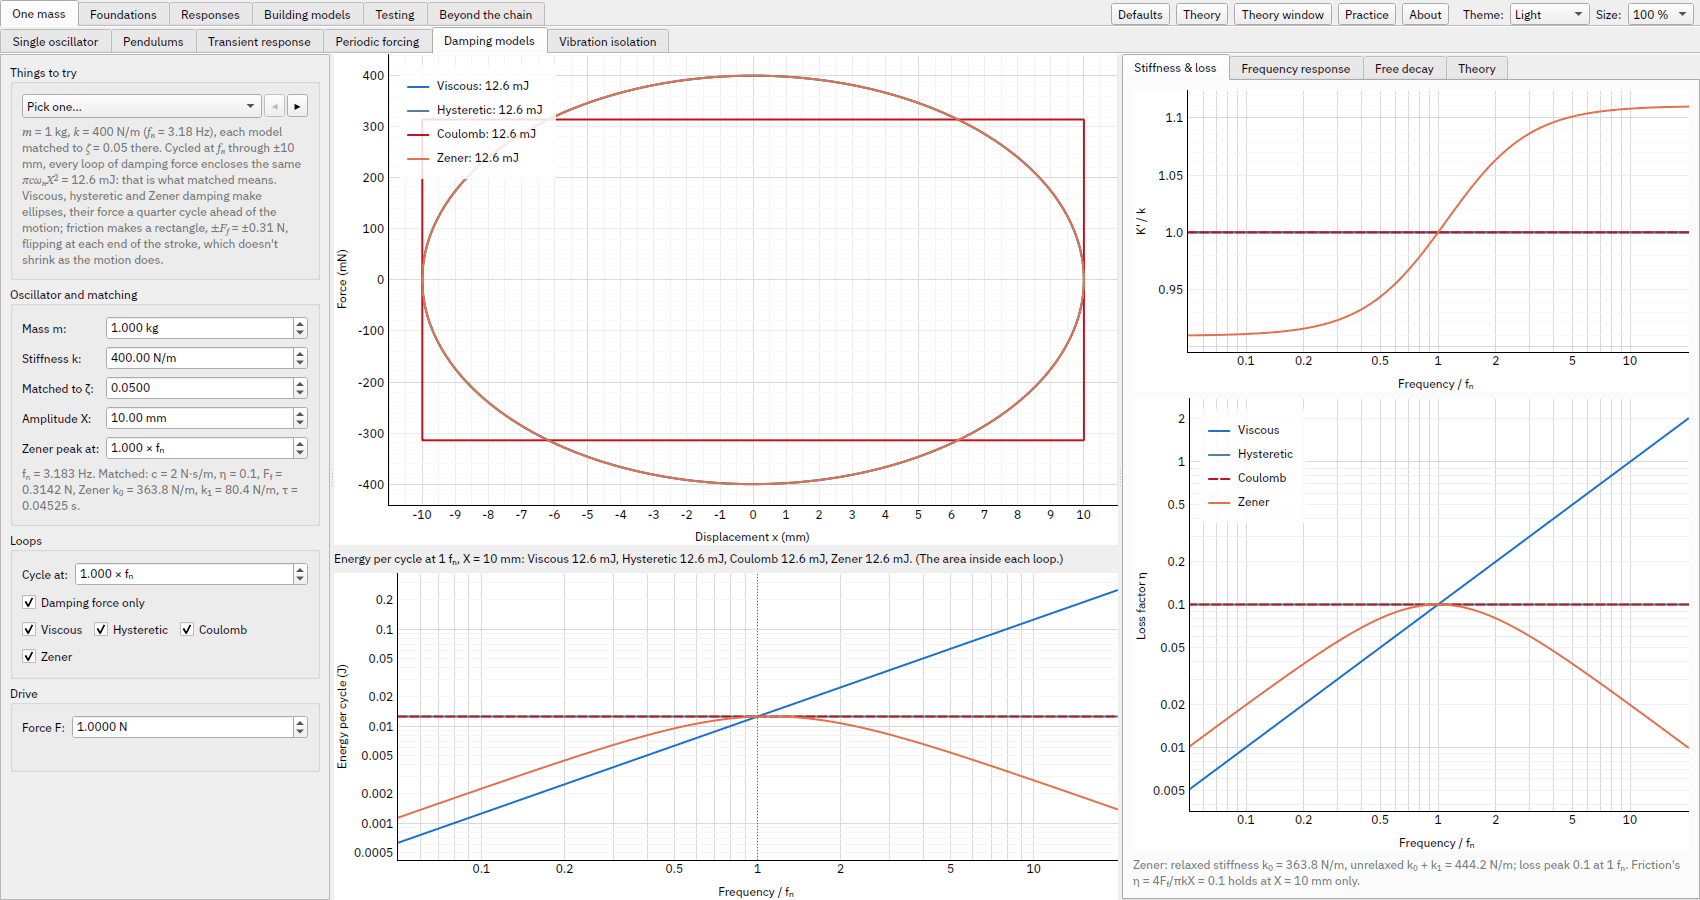 One mass Foundations Responses Building models Testing Beyond the chain Defaults Theory Theory window Practice About Theme: Light Size: 100 %
Single oscillator Pendulums Transient response Periodic forcing Damping models Vibration isolation
Things to try
Pick one...
m = 1 kg, k = 400 N/m (fₙ = 3.18 Hz), each model
matched to ζ = 0.05 there. Cycled at fₙ through ±10
mm, every loop of damping force encloses the same
πcωₙX² = 12.6 mJ: that is what matched means.
Viscous, hysteretic and Zener damping make
ellipses, their force a quarter cycle ahead of the
motion; friction makes a rectangle, ±F_f = ±0.31 N,
flipping at each end of the stroke, which doesn't
shrink as the motion does.
Oscillator and matching
Mass m: 1.000 kg
Stiffness k: 400.00 N/m
Matched to ζ: 0.0500
Amplitude X: 10.00 mm
Zener peak at: 1.000 × fₙ
fₙ = 3.183 Hz. Matched: c = 2 N·s/m, η = 0.1, F_f =
0.3142 N, Zener k₀ = 363.8 N/m, k₁ = 80.4 N/m, τ =
0.04525 s.
Loops
Cycle at: 1.000 × fₙ
Damping force only
Viscous Hysteretic Coulomb
Zener
Drive
Force F: 1.0000 N
Force (mN)
400
300
200
100
0
-100
-200
-300
-400
Viscous: 12.6 mJ
Hysteretic: 12.6 mJ
Coulomb: 12.6 mJ
Zener: 12.6 mJ
-10 -9 -8 -7 -6 -5 -4 -3 -2 -1 0 1 2 3 4 5 6 7 8 9 10
Displacement x (mm)
Energy per cycle at 1 fₙ, X = 10 mm: Viscous 12.6 mJ, Hysteretic 12.6 mJ, Coulomb 12.6 mJ, Zener 12.6 mJ. (The area inside each loop.)
Energy per cycle (J)
0.2
0.1
0.05
0.02
0.01
0.005
0.002
0.001
0.0005
0.1 0.2 0.5 1 2 5 10
Frequency / fₙ
Stiffness & loss Frequency response Free decay Theory
K' / k
1.1
1.05
1.0
0.95
0.1 0.2 0.5 1 2 5 10
Frequency / fₙ
Loss factor η
2
1
0.5
0.2
0.1
0.05
0.02
0.01
0.005
Viscous
Hysteretic
Coulomb
Zener
0.1 0.2 0.5 1 2 5 10
Frequency / fₙ
Zener: relaxed stiffness k₀ = 363.8 N/m, unrelaxed k₀ + k₁ = 444.2 N/m; loss peak 0.1 at 1 fₙ. Friction's
η = 4F_f/πkX = 0.1 holds at X = 10 mm only.